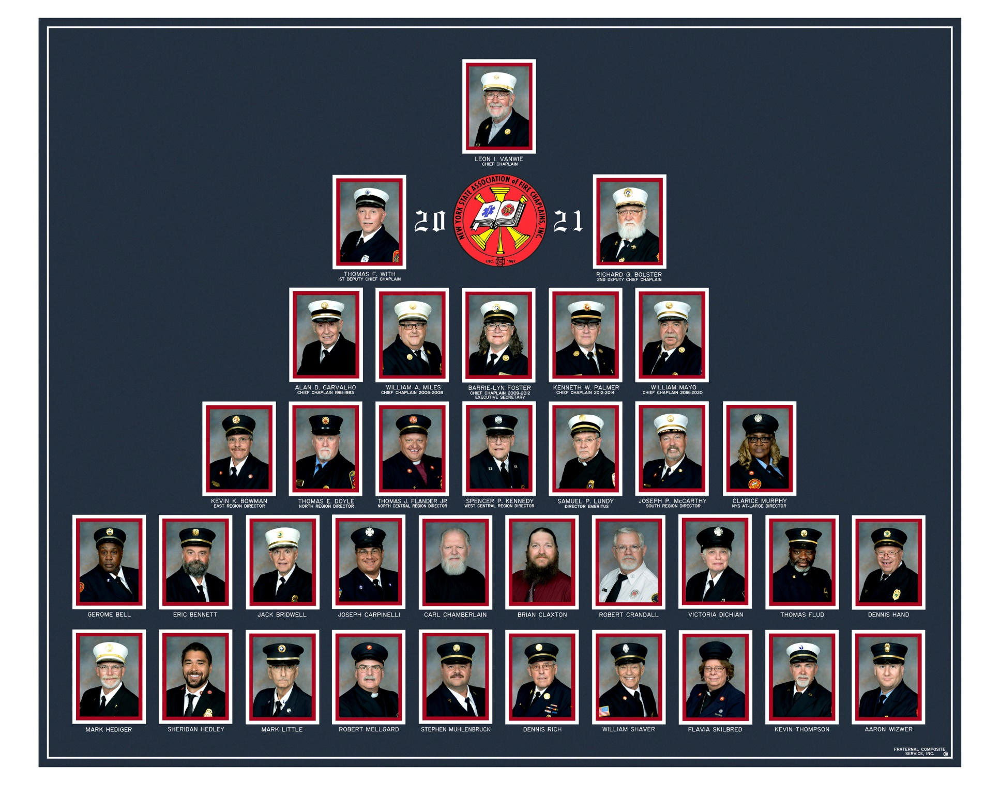 LEON I. VANWIE
CHIEF CHAPLAIN
NEW YORK STATE ASSOCIATION of FIRE CHAPLAINS, INC
20
21
INC. 1967
THOMAS F. WITH
1ST DEPUTY CHIEF CHAPLAIN
RICHARD G. BOLSTER
2ND DEPUTY CHIEF CHAPLAIN
ALAN D. CARVALHO
CHIEF CHAPLAIN 1981-1983
WILLIAM A. MILES
CHIEF CHAPLAIN 2006-2008
BARRIE-LYN FOSTER
CHIEF CHAPLAIN 2009-2012
EXECUTIVE SECRETARY
KENNETH W. PALMER
CHIEF CHAPLAIN 2012-2014
WILLIAM MAYO
CHIEF CHAPLAIN 2018-2020
KEVIN K. BOWMAN
EAST REGION DIRECTOR
THOMAS E. DOYLE
NORTH REGION DIRECTOR
THOMAS J. FLANDER JR
NORTH CENTRAL REGION DIRECTOR
SPENCER P. KENNEDY
WEST CENTRAL REGION DIRECTOR
SAMUEL P. LUNDY
DIRECTOR EMERITUS
JOSEPH P. McCARTHY
SOUTH REGION DIRECTOR
CLARICE MURPHY
NYS AT-LARGE DIRECTOR
GEROME BELL
ERIC BENNETT
JACK BRIDWELL
JOSEPH CARPINELLI
CARL CHAMBERLAIN
BRIAN CLAXTON
ROBERT CRANDALL
VICTORIA DICHIAN
THOMAS FLUD
DENNIS HAND
MARK HEDIGER
SHERIDAN HEDLEY
MARK LITTLE
ROBERT MELLGARD
STEPHEN MUHLENBRUCK
DENNIS RICH
WILLIAM SHAVER
FLAVIA SKILBRED
KEVIN THOMPSON
AARON WIZWER
FRATERNAL COMPOSITE
SERVICE, INC. ®